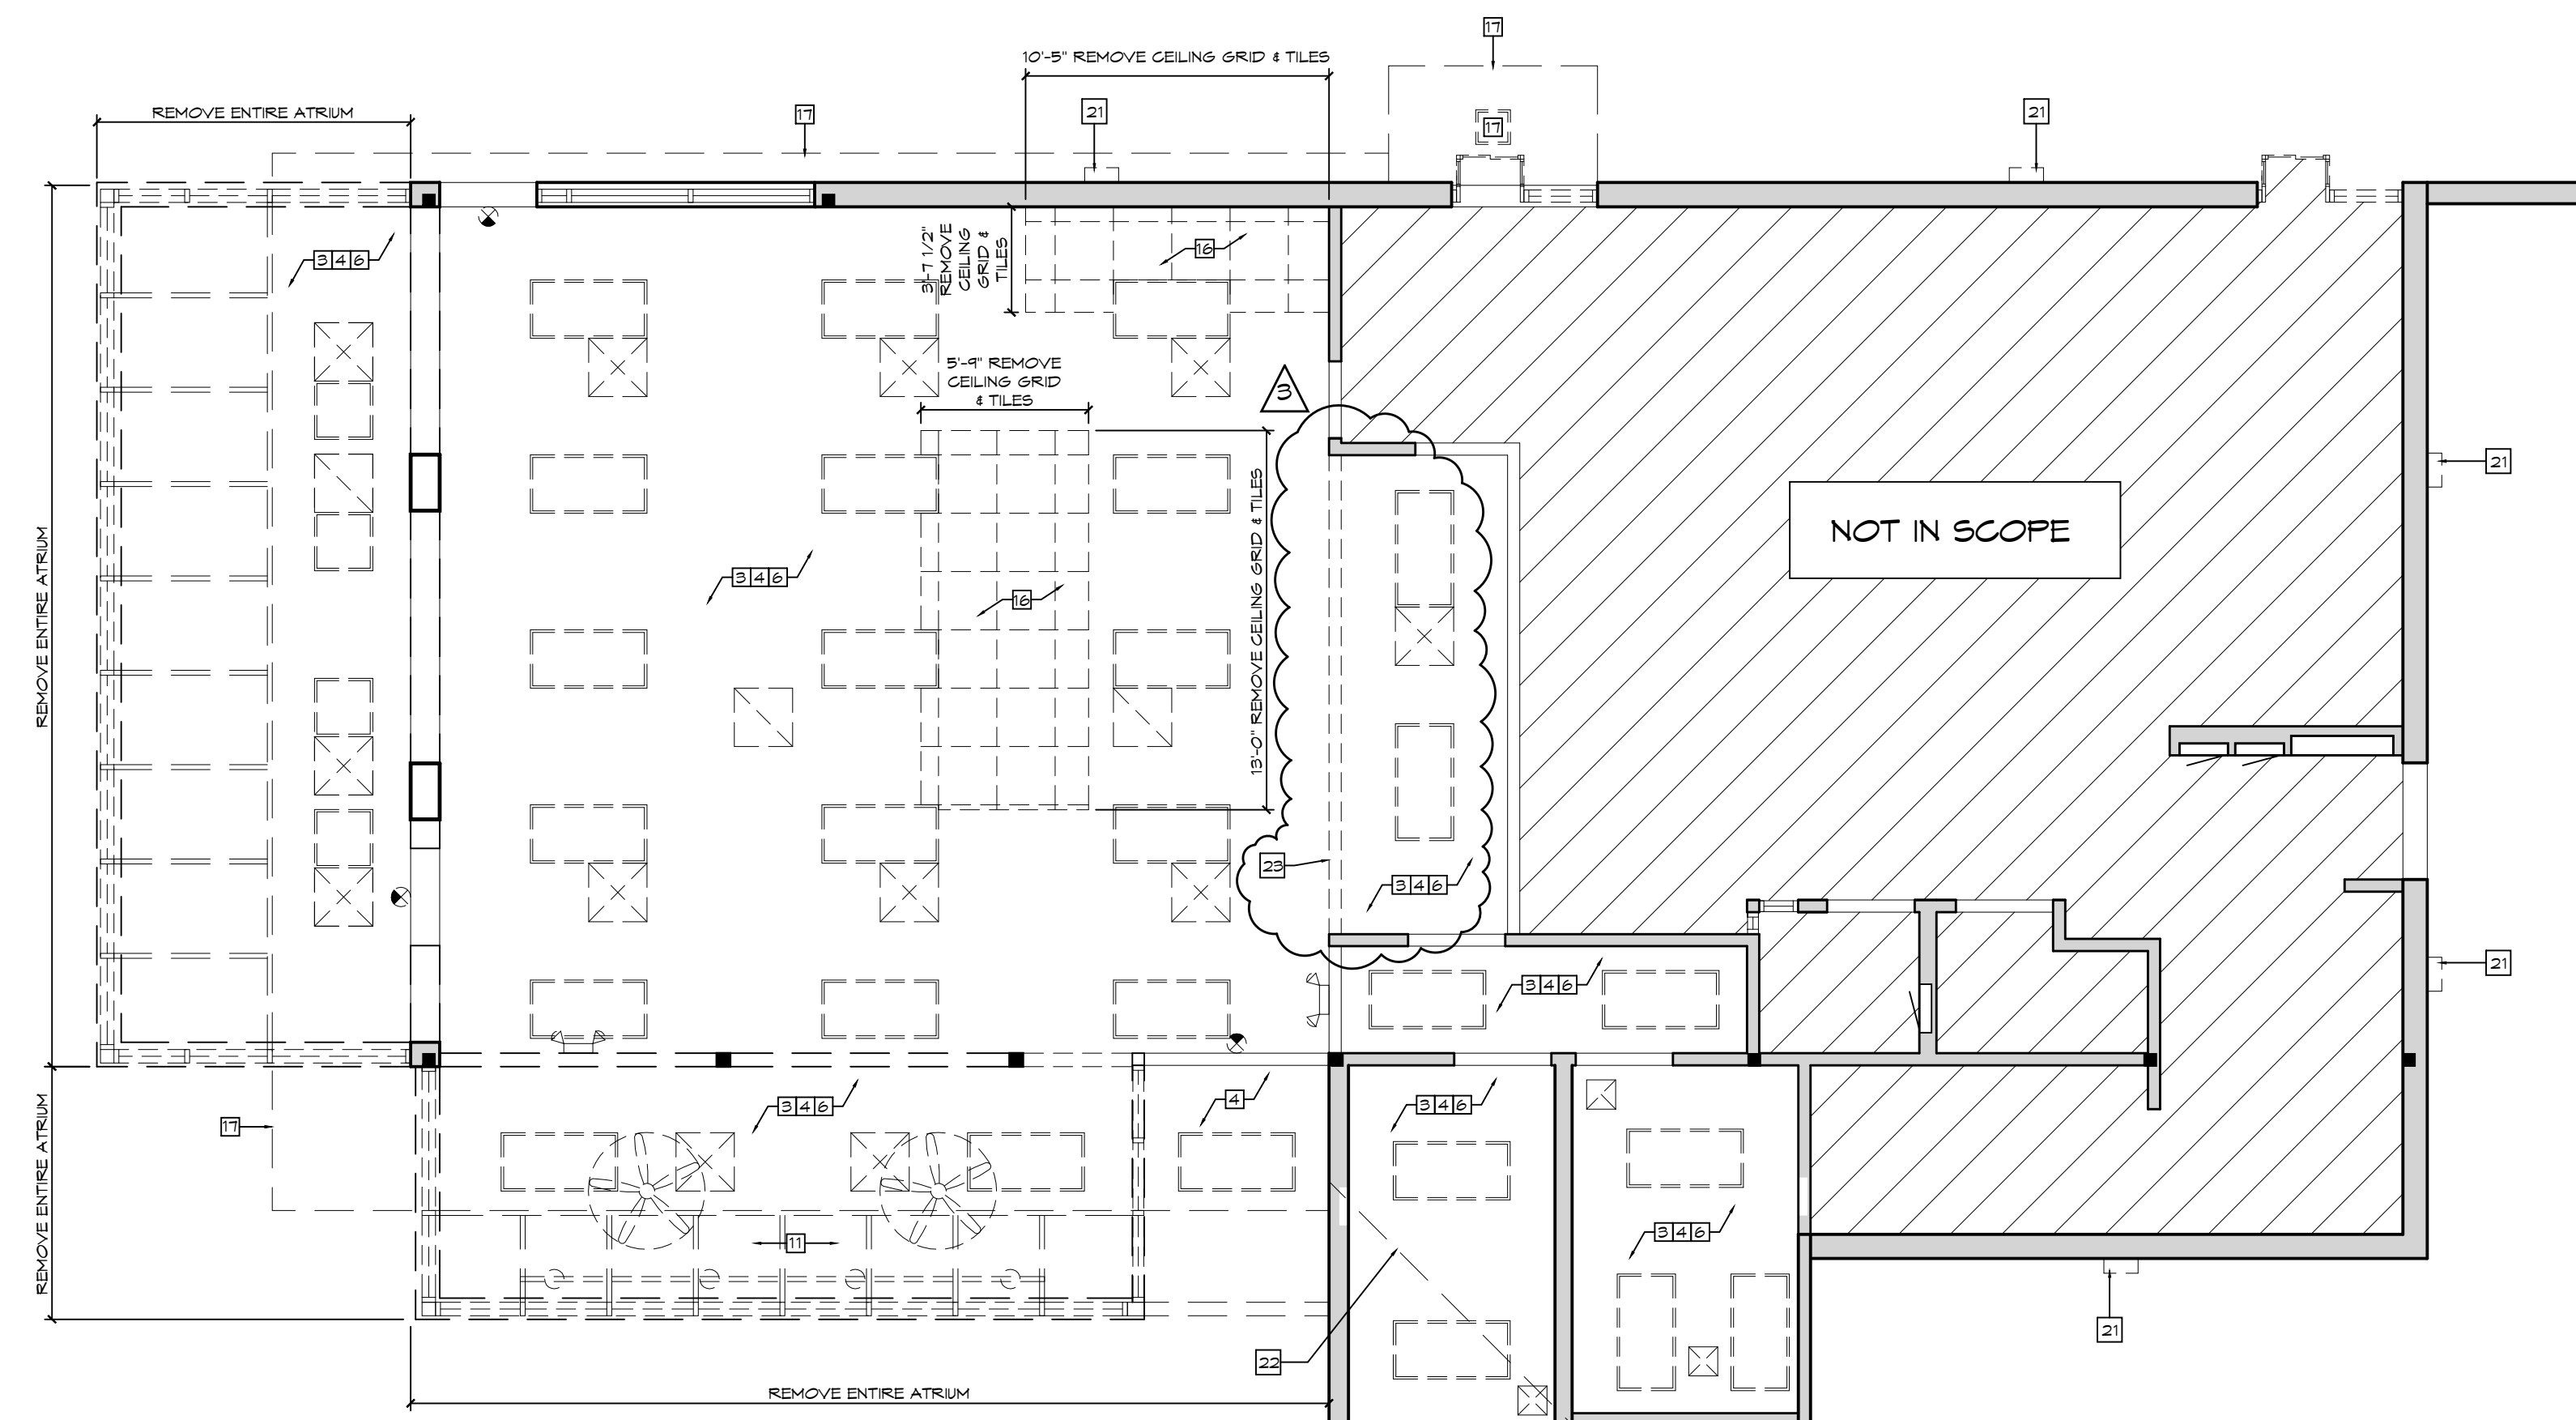 17
10'-5" REMOVE CEILING GRID & TILES
REMOVE ENTIRE ATRIUM
17
21
17
21
3 4 6
3'-7 1/2"
REMOVE
CEILING
GRID &
TILES
16
5'-9" REMOVE
CEILING GRID
& TILES
3
21
NOT IN SCOPE
REMOVE ENTIRE ATRIUM
3 4 6
16
13'-0" REMOVE CEILING GRID & TILES
23
3 4 6
21
3 4 6
REMOVE ENTIRE ATRIUM
17
3 4 6
4
3 4 6
3 4 6
11
21
22
REMOVE ENTIRE ATRIUM